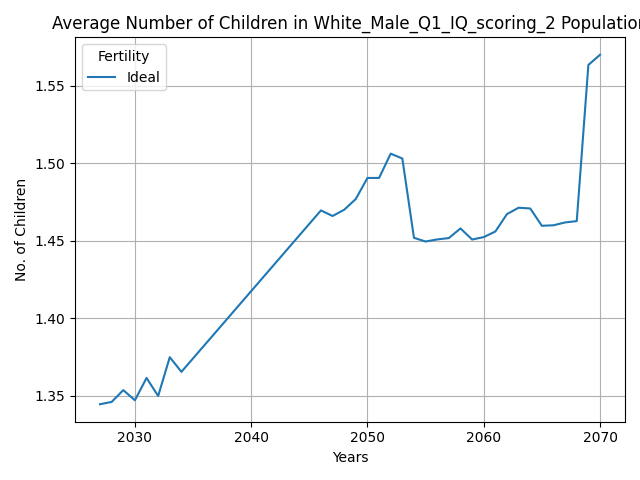 Average Number of Children in White_Male_Q1_IQ_scoring_2 Population
Fertility
Ideal
No. of Children
1.55
1.50
1.45
1.40
1.35
2030 2040 2050 2060 2070
Years